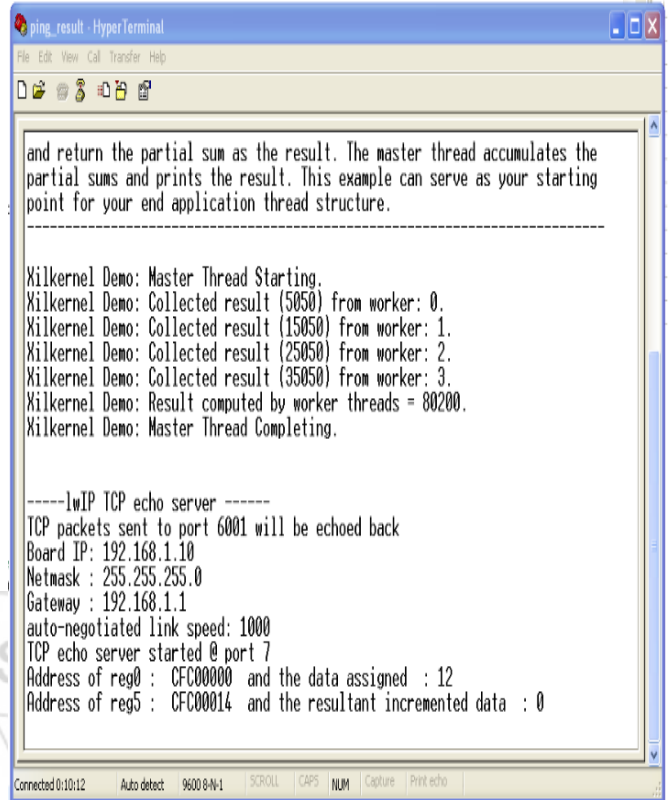 ping_result - HyperTerminal
File Edit View Call Transfer Help
and return the partial sum as the result. The master thread accumulates the
partial sums and prints the result. This example can serve as your starting
point for your end application thread structure.
-----------------------------------------------------------------------------
Xilkernel Demo: Master Thread Starting.
Xilkernel Demo: Collected result (5050) from worker: 0.
Xilkernel Demo: Collected result (15050) from worker: 1.
Xilkernel Demo: Collected result (25050) from worker: 2.
Xilkernel Demo: Collected result (35050) from worker: 3.
Xilkernel Demo: Result computed by worker threads = 80200.
Xilkernel Demo: Master Thread Completing.
-----lwIP TCP echo server ------
TCP packets sent to port 6001 will be echoed back
Board IP: 192.168.1.10
Netmask : 255.255.255.0
Gateway : 192.168.1.1
auto-negotiated link speed: 1000
TCP echo server started @ port 7
Address of reg0 :  CFC00000  and the data assigned  : 12
Address of reg5 :  CFC00014  and the resultant incremented data  : 0
Connected 0:10:12 Auto detect 9600 8-N-1 SCROLL CAPS NUM Capture Print echo